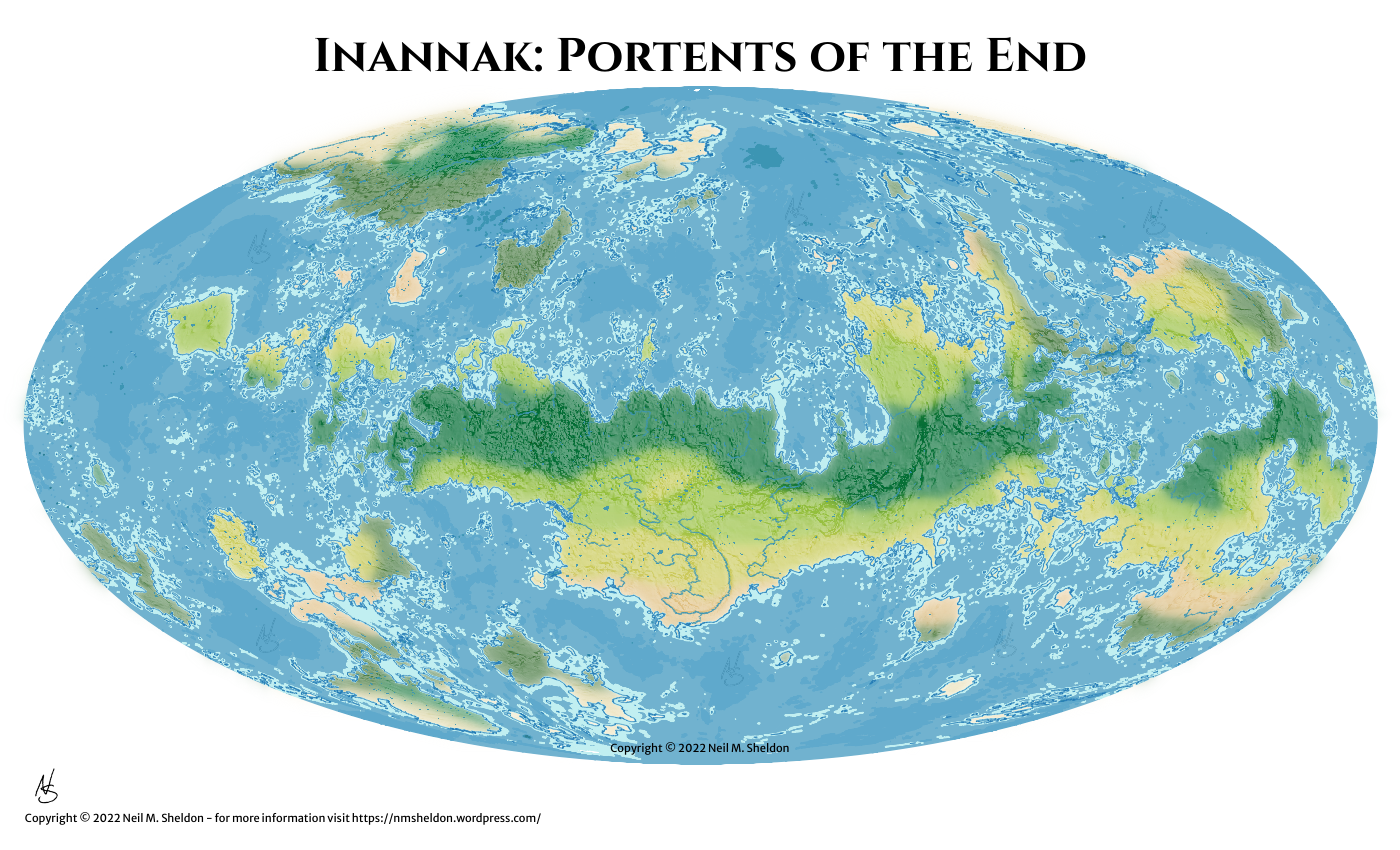 Inannak: Portents of the End
Copyright © 2022 Neil M. Sheldon
NS
Copyright © 2022 Neil M. Sheldon - for more information visit https://nmsheldon.wordpress.com/